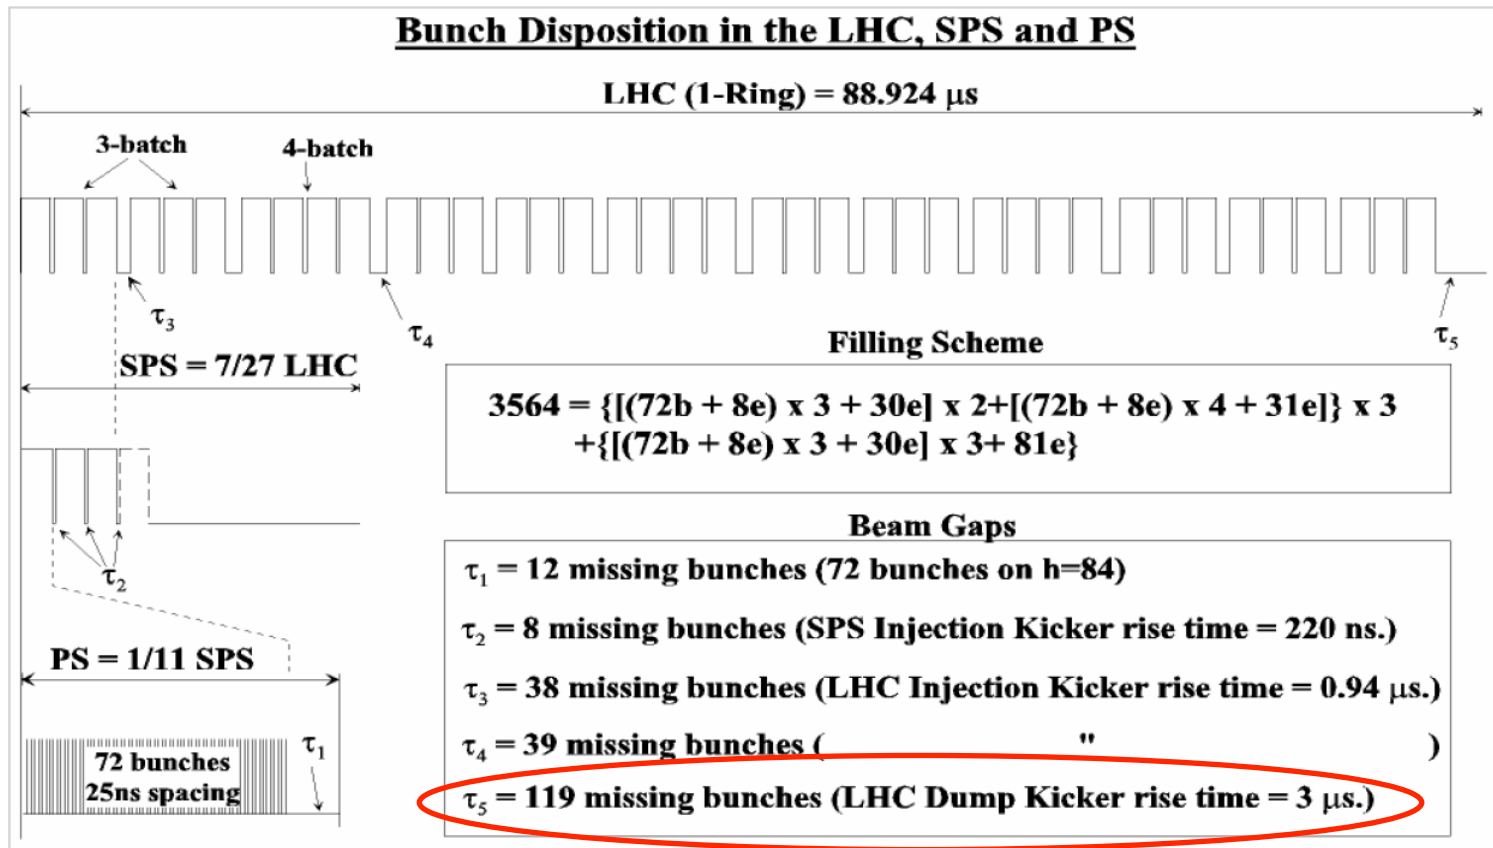 Bunch Disposition in the LHC, SPS and PS
LHC (1-Ring) = 88.924 μs
3-batch
4-batch
τ3
τ4
τ5
SPS = 7/27 LHC
Filling Scheme
3564 = {[(72b + 8e) x 3 + 30e] x 2+[(72b + 8e) x 4 + 31e]} x 3
+{[(72b + 8e) x 3 + 30e] x 3+ 81e}
τ2
Beam Gaps
τ1 = 12 missing bunches (72 bunches on h=84)
τ2 = 8 missing bunches (SPS Injection Kicker rise time = 220 ns.)
τ3 = 38 missing bunches (LHC Injection Kicker rise time = 0.94 μs.)
τ4 = 39 missing bunches ( " )
τ5 = 119 missing bunches (LHC Dump Kicker rise time = 3 μs.)
PS = 1/11 SPS
τ1
72 bunches
25ns spacing